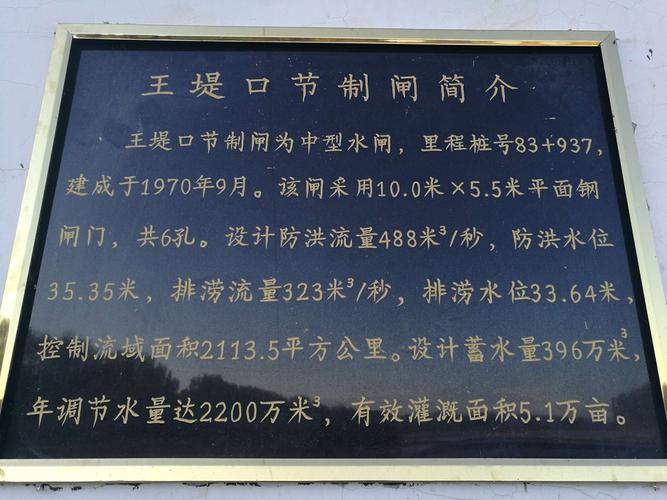 王堤口节制闸简介
王堤口节制闸为中型水闸，里程桩号83+937，
建成于1970年9月。该闸采用10.0米×5.5米平面钢
闸门，共6孔。设计防洪流量488米³/秒，防洪水位
35.35米，排涝流量323米³/秒，排涝水位33.64米，
控制流域面积2113.5平方公里。设计蓄水量396万米³，
年调节水量达2200万米³，有效灌溉面积5.1万亩。